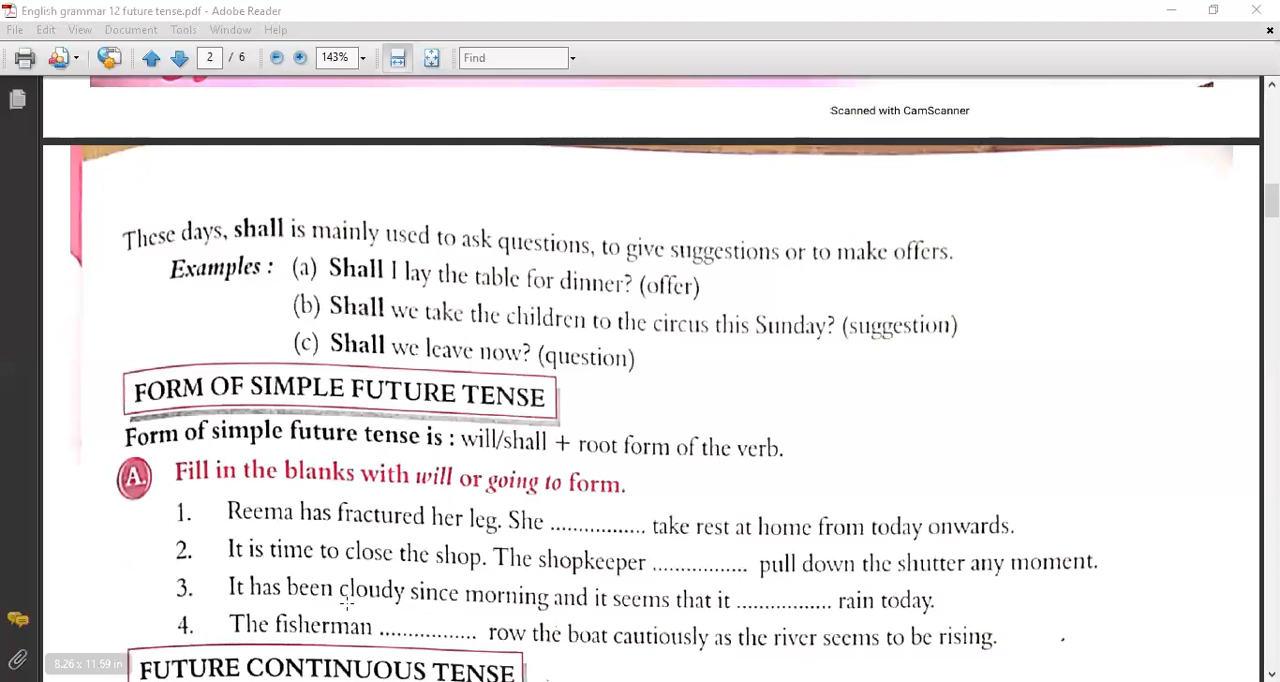 English grammar 12 future tense.pdf - Adobe Reader
File Edit View Document Tools Window Help
2 / 6 143% Find
Scanned with CamScanner
These days, shall is mainly used to ask questions, to give suggestions or to make offers.
Examples : (a) Shall I lay the table for dinner? (offer)
(b) Shall we take the children to the circus this Sunday? (suggestion)
(c) Shall we leave now? (question)
FORM OF SIMPLE FUTURE TENSE
Form of simple future tense is : will/shall + root form of the verb.
A. Fill in the blanks with will or going to form.
1. Reema has fractured her leg. She ................ take rest at home from today onwards.
2. It is time to close the shop. The shopkeeper ................ pull down the shutter any moment.
3. It has been cloudy since morning and it seems that it ................ rain today.
4. The fisherman ................ row the boat cautiously as the river seems to be rising.
8.26 x 11.59 in
FUTURE CONTINUOUS TENSE